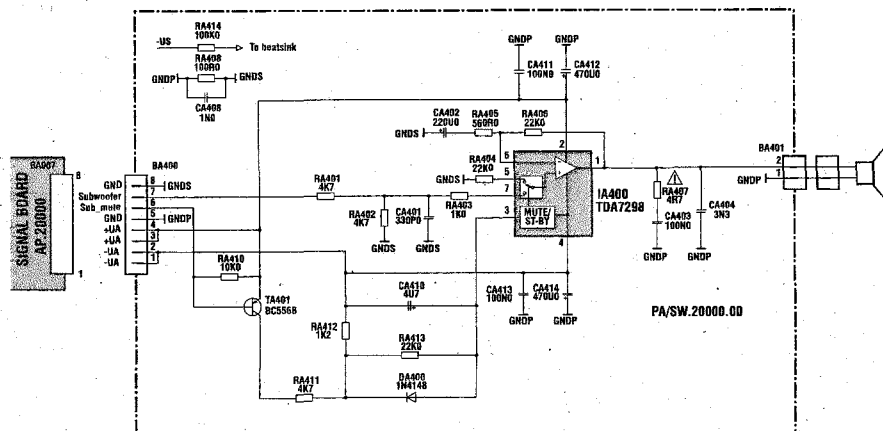 RA414
100K0
-US
To heatsink
RA408
100R0
GNDP
GNDS
CA408
1N0
GNDP
GNDP
CA411
100N0
CA412
470U0
CA402
220U0
RA405
560R0
RA406
22K0
GNDS
2
RA404
22K0
GNDS
6
5
7
3
4
1
MUTE/
ST-BY
IA400
TDA7298
BA401
2
GNDP
1
RA407
4R7
CA403
100N0
CA404
3N3
GNDP
GNDP
SIGNAL BOARD
AP.20000
8
1
BA400
GND 8 GNDS
Subwoofer 7
Sub_mute 6
GND 5 GNDP
+UA 4
+UA 3
-UA 2
-UA 1
RA401
4K7
RA402
4K7
CA401
330P0
RA403
1K0
GNDS
GNDS
RA410
10K0
TA401
BC556B
CA410
4U7
RA412
1K2
RA413
22K0
RA411
4K7
DA400
1N4148
CA413
100N0
CA414
470U0
GNDP
GNDP
PA/SW.20000.00